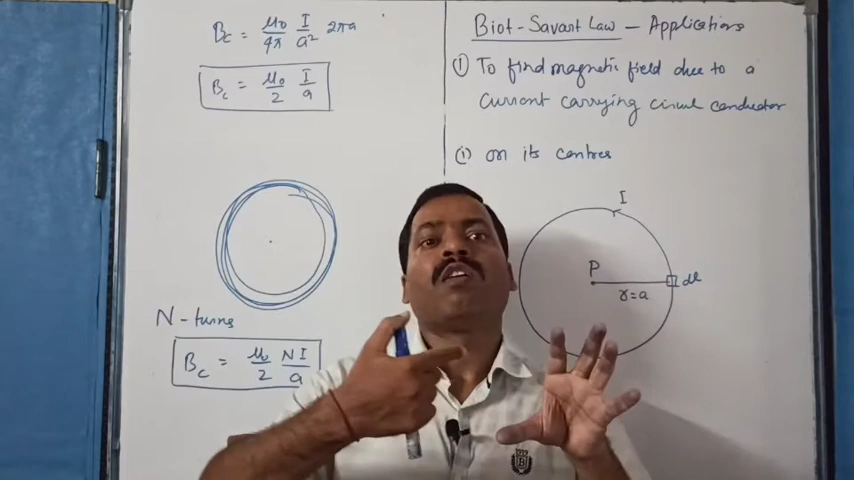 Bc = μ0/4π I/a² 2πa
Bc = μ0/2 I/a
N-turns
Bc = μ0/2 NI/a
Biot-Savart Law - Applications
① To find magnetic field due to a
current carrying circul conductor
(i) on its centres
I
P
dl
r=a